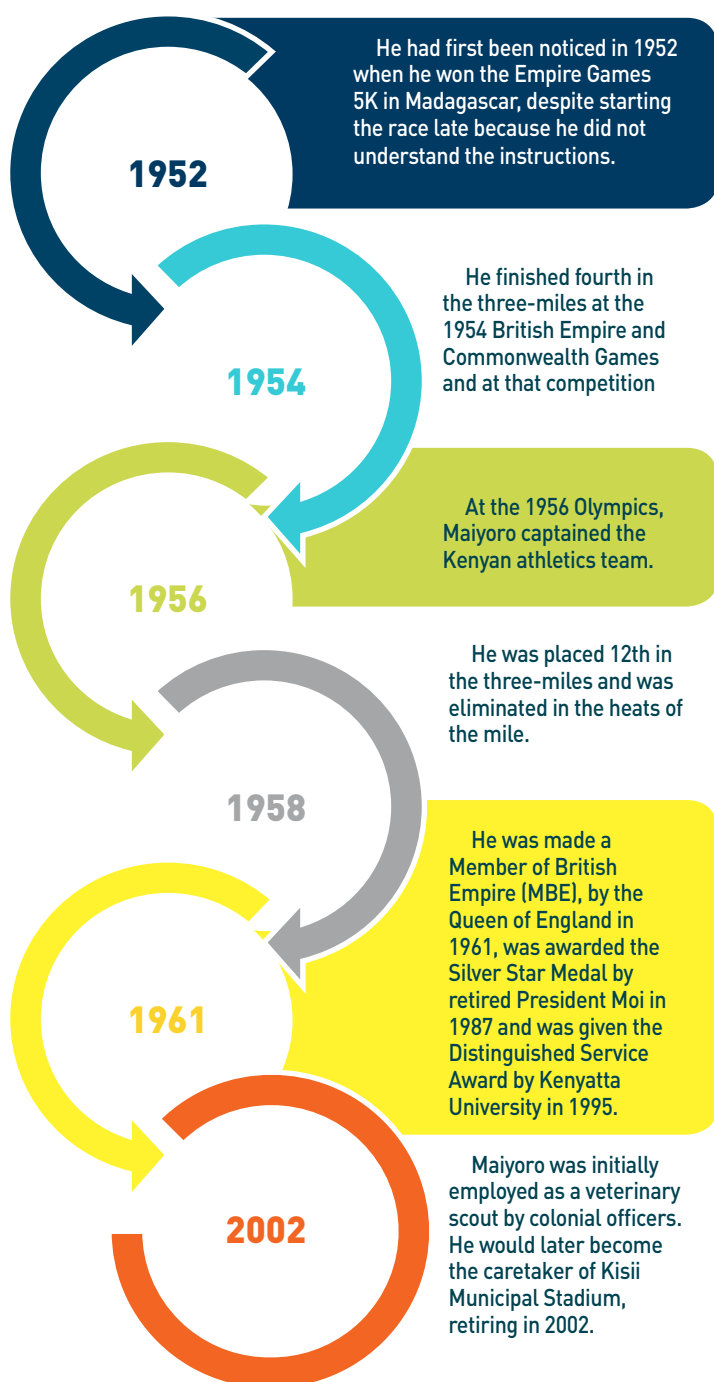 1952
He had first been noticed in 1952
when he won the Empire Games
5K in Madagascar, despite starting
the race late because he did not
understand the instructions.
1954
He finished fourth in
the three-miles at the
1954 British Empire and
Commonwealth Games
and at that competition
1956
At the 1956 Olympics,
Maiyoro captained the
Kenyan athletics team.
1958
He was placed 12th in
the three-miles and was
eliminated in the heats of
the mile.
1961
He was made a
Member of British
Empire (MBE), by the
Queen of England in
1961, was awarded the
Silver Star Medal by
retired President Moi in
1987 and was given the
Distinguished Service
Award by Kenyatta
University in 1995.
2002
Maiyoro was initially
employed as a veterinary
scout by colonial officers.
He would later become
the caretaker of Kisii
Municipal Stadium,
retiring in 2002.